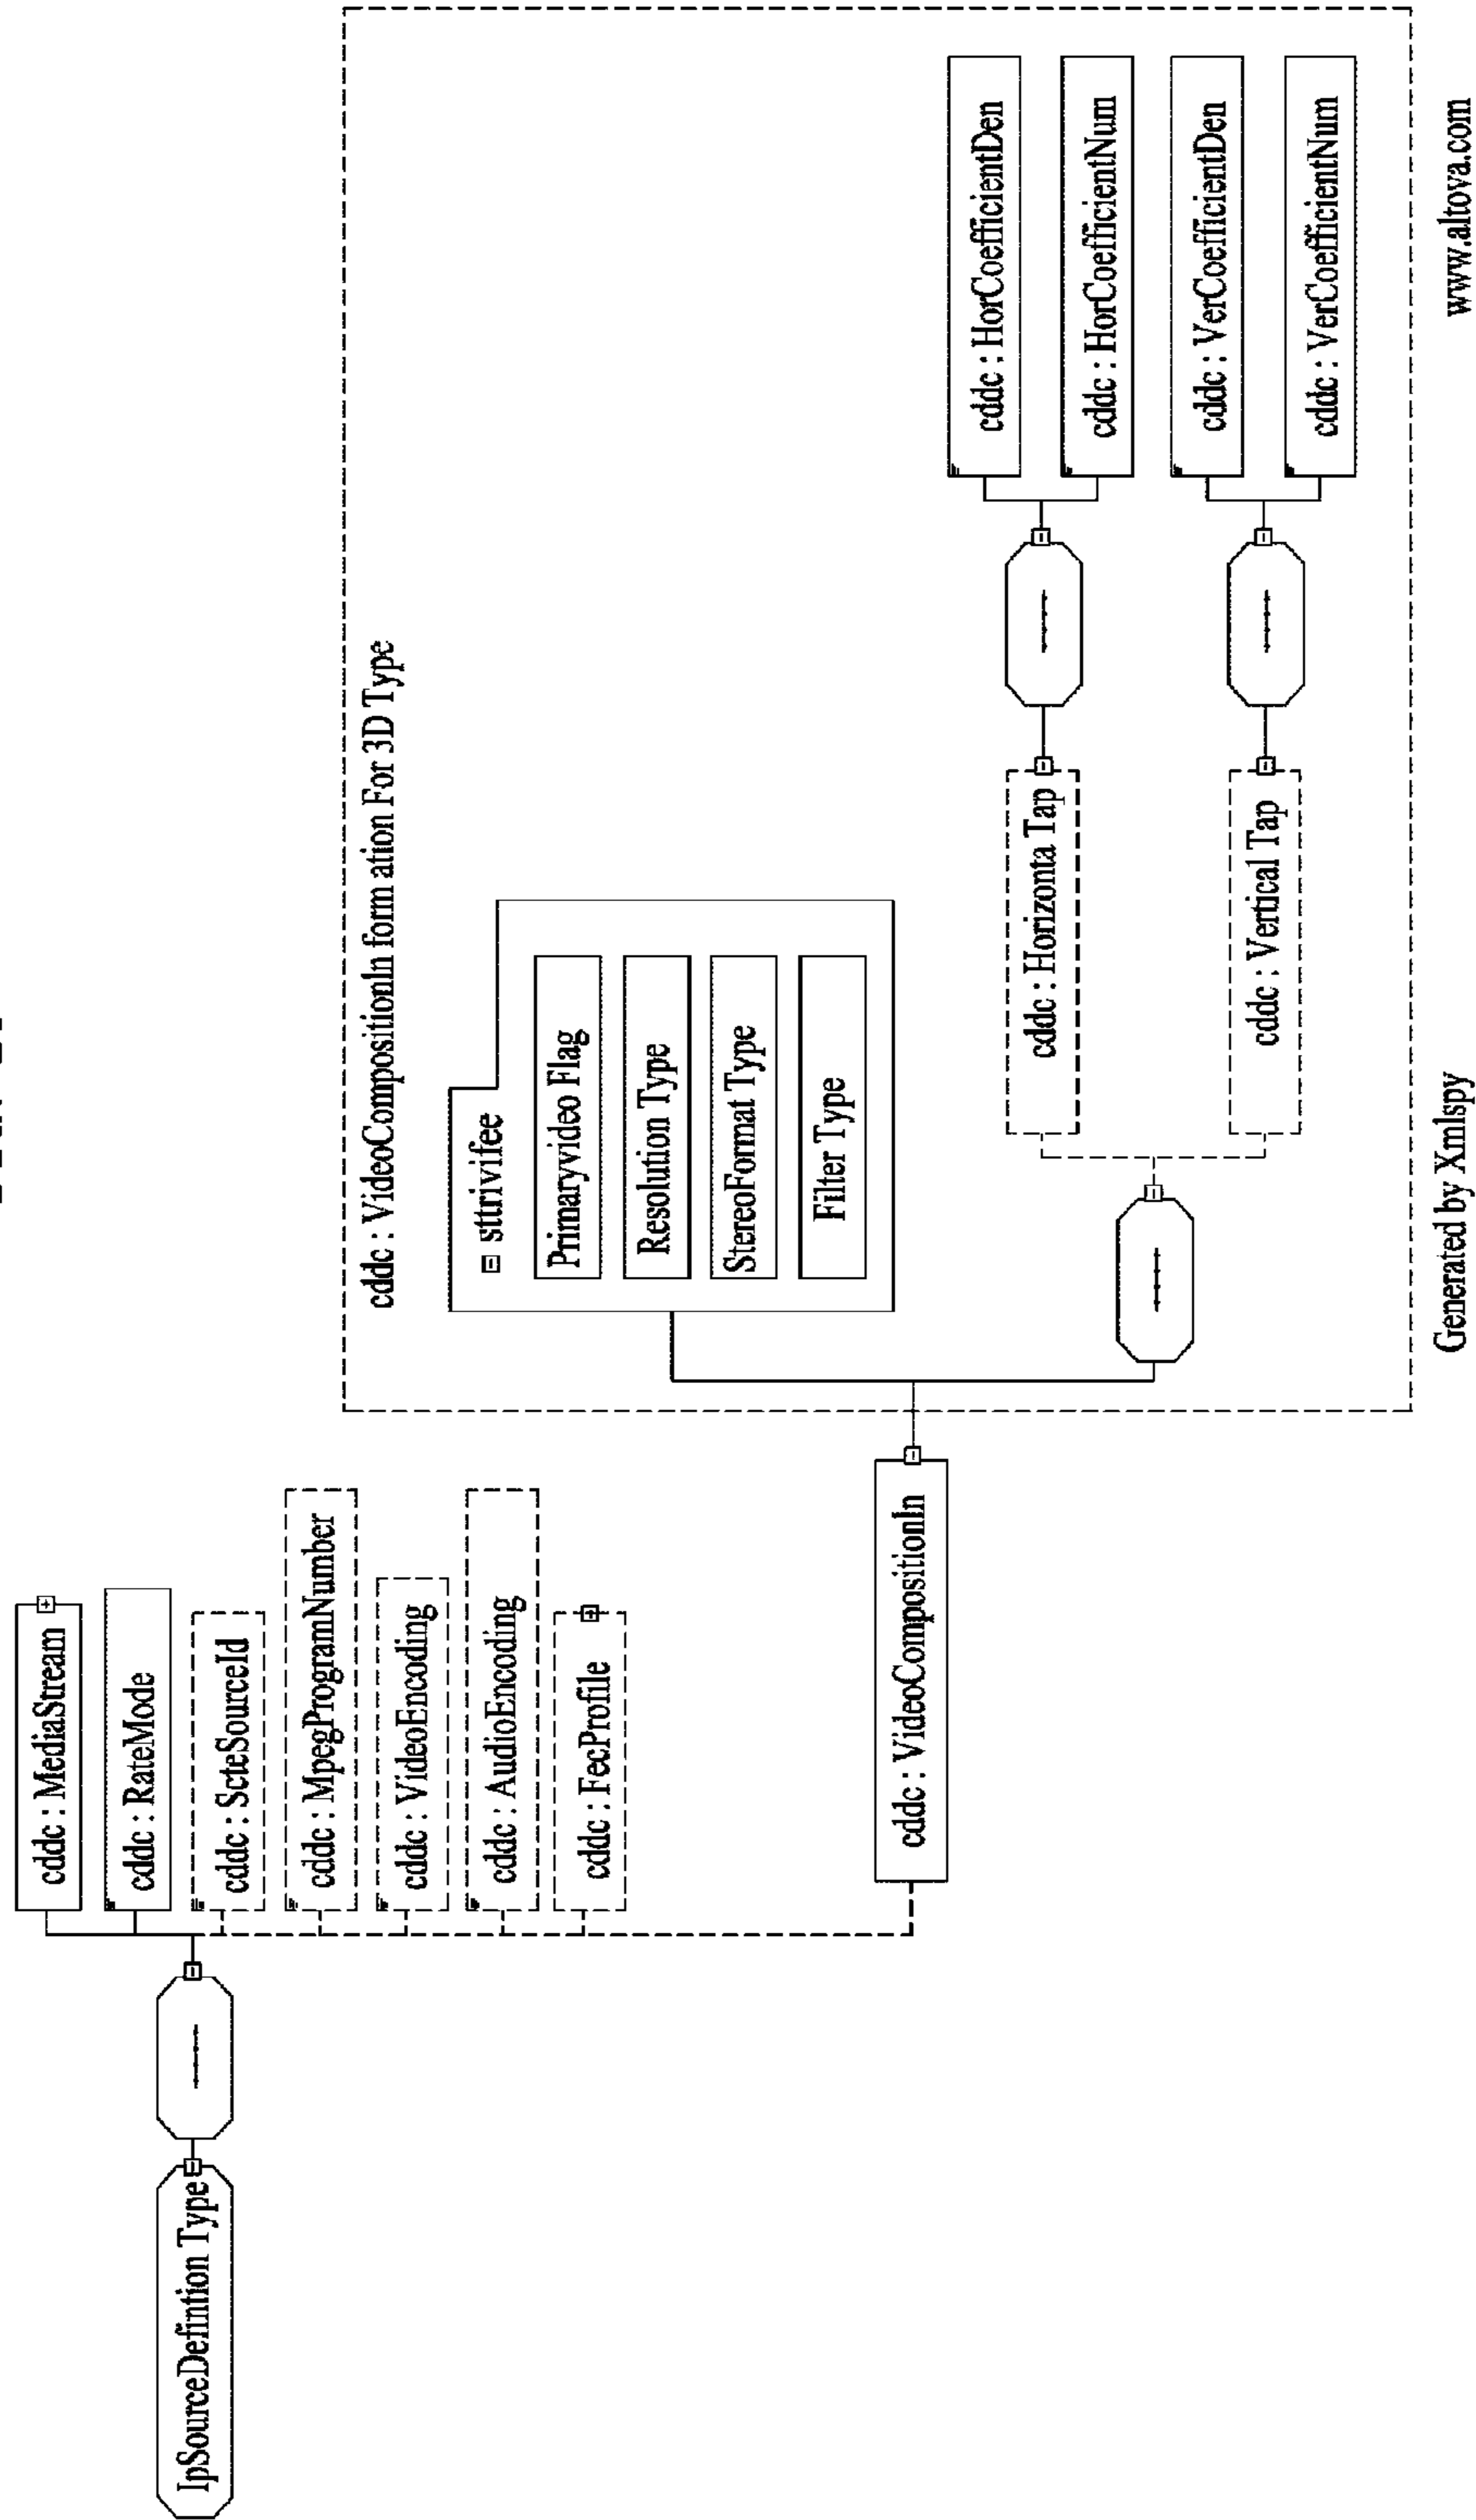 IpSourceDefintion Type
cddc : MediaStream
cddc : RateMode
cddc : ScteSourceId
cddc : MpegProgramNumber
cddc : VideoEncoding
cddc : AudioEncoding
cddc : FecProfile
cddc : VideoCompositionIn
cddc : VideoCompositionIn form ation For 3D Type
sttrivifee
Primaryvideo Flag
Resolution Type
StereoFormat Type
Filter Type
cddc : Horizonta Tap
cddc : HorCoefficientDen
cddc : HorCoefficientNum
cddc : Vertical Tap
cddc : VerCoefficientDen
cddc : VerCoefficientNum
Generated by Xmlspy
www.altova.com